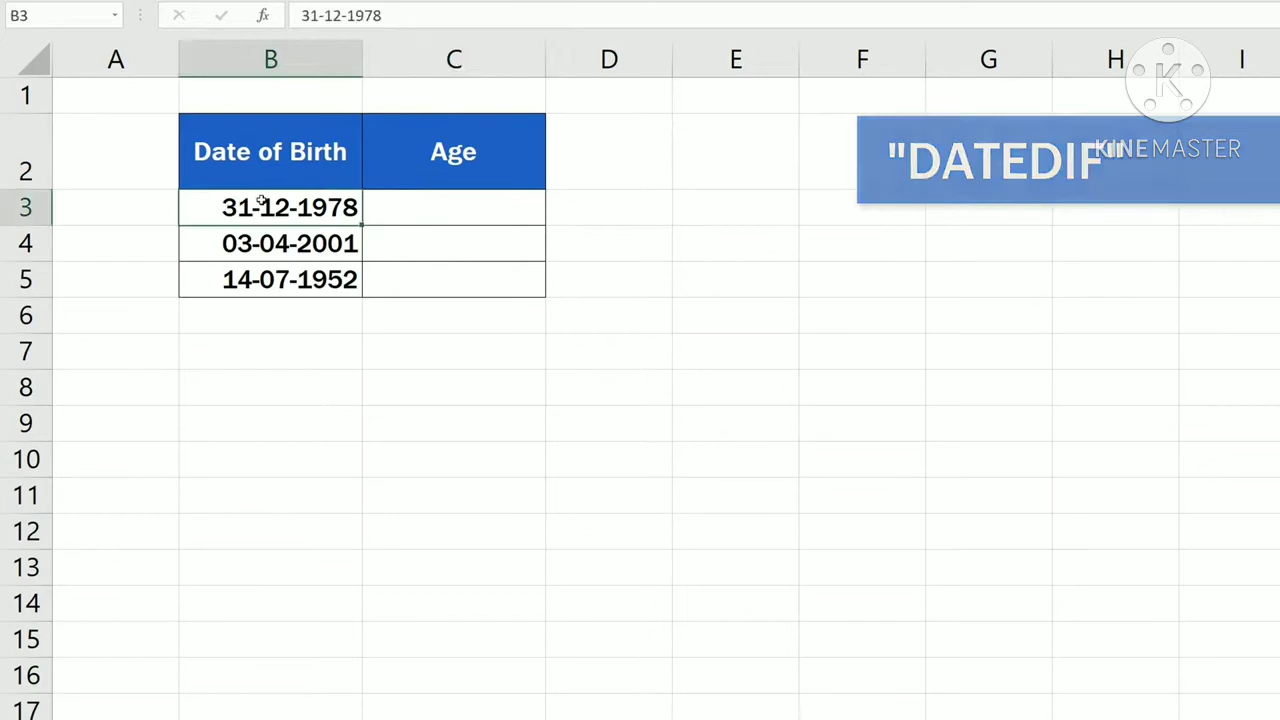 B3
fx
31-12-1978
A B C D E F G H I
1
2 Date of Birth Age
"DATEDIF"
K
KINEMASTER
3 31-12-1978
4 03-04-2001
5 14-07-1952
6
7
8
9
10
11
12
13
14
15
16
17